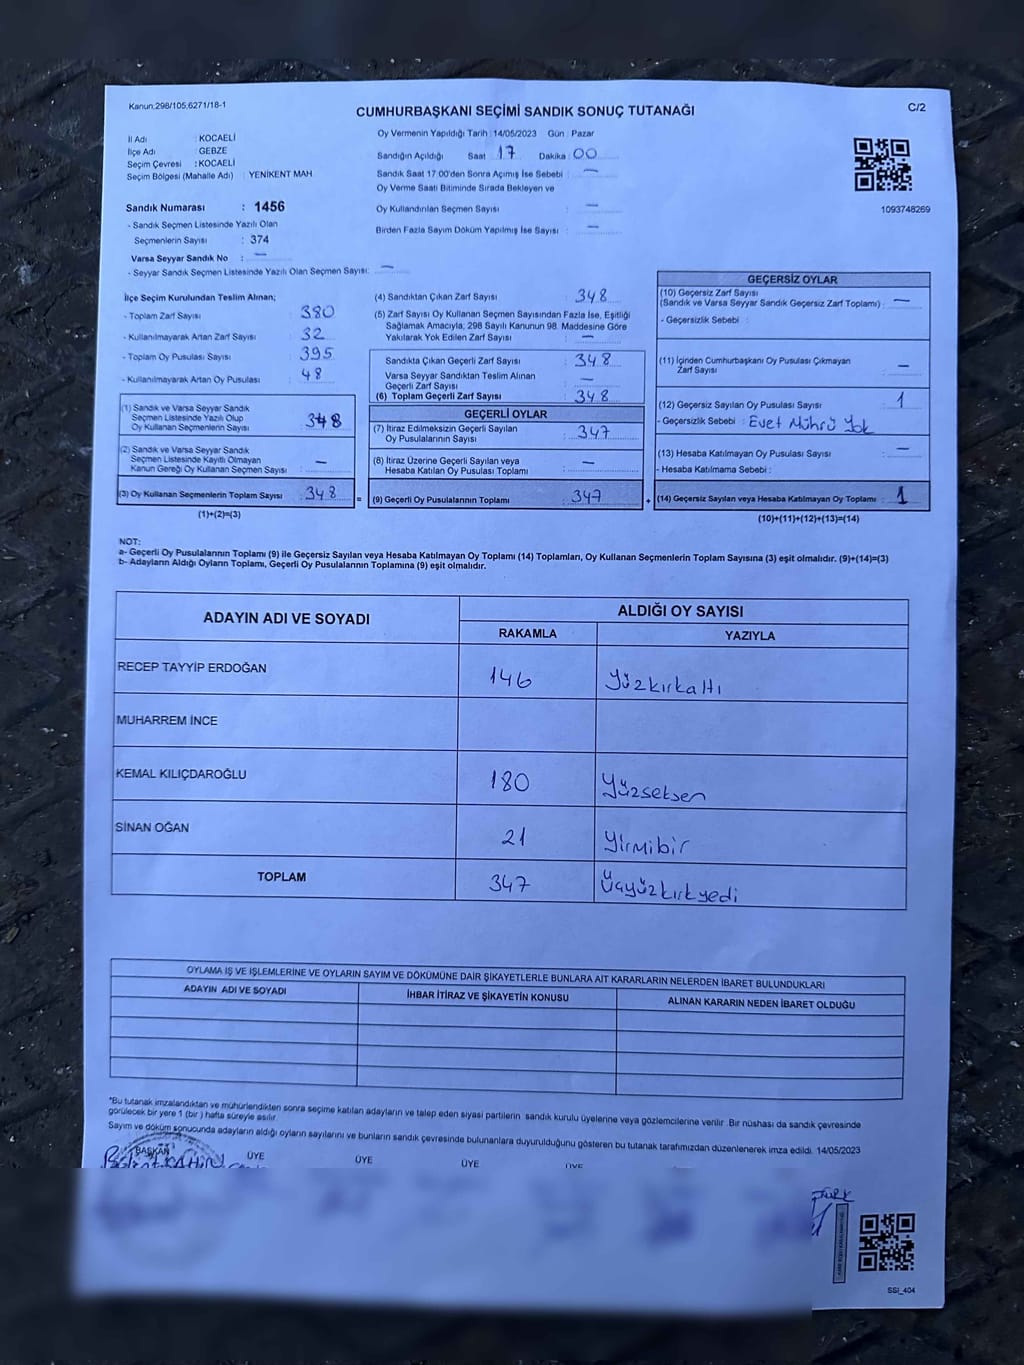 Kanun:298/105,6271/18-1
CUMHURBAŞKANI SEÇİMİ SANDIK SONUÇ TUTANAĞI
C/2
İl Adı : KOCAELİ
İlçe Adı : GEBZE
Seçim Çevresi : KOCAELİ
Seçim Bölgesi (Mahalle Adı) : YENİKENT MAH
Sandık Numarası : 1456
- Sandık Seçmen Listesinde Yazılı Olan
Seçmenlerin Sayısı : 374
Varsa Seyyar Sandık No : —
- Seyyar Sandık Seçmen Listesinde Yazılı Olan Seçmen Sayısı: —
Oy Vermenin Yapıldığı Tarih : 14/05/2023 Gün : Pazar
Sandığın Açıldığı Saat 17 Dakika : 00
Sandık Saat 17:00'den Sonra Açımış İse Sebebi : —
Oy Verme Saati Bitiminde Sırada Bekleyen ve
Oy Kullandırılan Seçmen Sayısı : —
Birden Fazla Sayım Döküm Yapılmış İse Sayısı : —
1093748269
İlçe Seçim Kurulundan Teslim Alınan;
- Toplam Zarf Sayısı : 380
- Kullanılmayarak Artan Zarf Sayısı : 32
- Toplam Oy Pusulası Sayısı : 395
- Kullanılmayarak Artan Oy Pusulası : 48
(1) Sandık ve Varsa Seyyar Sandık
Seçmen Listesinde Yazılı Olup
Oy Kullanan Seçmenlerin Sayısı : 348
(2) Sandık ve Varsa Seyyar Sandık
Seçmen Listesinde Kayıtlı Olmayan
Kanun Gereği Oy Kullanan Seçmen Sayısı : —
(3) Oy Kullanan Seçmenlerin Toplam Sayısı : 348
(1)+(2)=(3)
(4) Sandıktan Çıkan Zarf Sayısı : 348
(5) Zarf Sayısı Oy Kullanan Seçmen Sayısından Fazla İse, Eşitliği
Sağlamak Amacıyla; 298 Sayılı Kanunun 98. Maddesine Göre
Yakılarak Yok Edilen Zarf Sayısı : —
Sandıkta Çıkan Geçerli Zarf Sayısı : 348
Varsa Seyyar Sandıktan Teslim Alınan
Geçerli Zarf Sayısı : —
(6) Toplam Geçerli Zarf Sayısı : 348
GEÇERLİ OYLAR
(7) İtiraz Edilmeksizin Geçerli Sayılan
Oy Pusulalarının Sayısı : 347
(8) İtiraz Üzerine Geçerli Sayılan veya
Hesaba Katılan Oy Pusulası Toplamı : —
= (9) Geçerli Oy Pusulalarının Toplamı : 347
GEÇERSİZ OYLAR
(10) Geçersiz Zarf Sayısı
(Sandık ve Varsa Seyyar Sandık Geçersiz Zarf Toplamı) : —
- Geçersizlik Sebebi :
(11) İçinden Cumhurbaşkanı Oy Pusulası Çıkmayan
Zarf Sayısı : —
(12) Geçersiz Sayılan Oy Pusulası Sayısı : 1
- Geçersizlik Sebebi : Evet Mührü Yok
(13) Hesaba Katılmayan Oy Pusulası Sayısı : —
- Hesaba Katılmama Sebebi :
+ (14) Geçersiz Sayılan veya Hesaba Katılmayan Oy Toplamı : 1
(10)+(11)+(12)+(13)=(14)
NOT:
a- Geçerli Oy Pusulalarının Toplamı (9) ile Geçersiz Sayılan veya Hesaba Katılmayan Oy Toplamı (14) Toplamları, Oy Kullanan Seçmenlerin Toplam Sayısına (3) eşit olmalıdır. (9)+(14)=(3)
b- Adayların Aldığı Oyların Toplamı, Geçerli Oy Pusulalarının Toplamına (9) eşit olmalıdır.
ADAYIN ADI VE SOYADI
ALDIĞI OY SAYISI
RAKAMLA YAZIYLA
RECEP TAYYİP ERDOĞAN 146 Yüzkırkaltı
MUHARREM İNCE
KEMAL KILIÇDAROĞLU 180 Yüzseksen
SİNAN OĞAN 21 Yirmibir
TOPLAM 347 Üçyüzkırkyedi
OYLAMA İŞ VE İŞLEMLERİNE VE OYLARIN SAYIM VE DÖKÜMÜNE DAİR ŞİKAYETLERLE BUNLARA AİT KARARLARIN NELERDEN İBARET BULUNDUKLARI
ADAYIN ADI VE SOYADI İHBAR İTİRAZ VE ŞİKAYETİN KONUSU ALINAN KARARIN NEDEN İBARET OLDUĞU
*Bu tutanak imzalandıktan ve mühürlendikten sonra seçime katılan adayların ve talep eden siyasi partilerin sandık kurulu üyelerine veya gözlemcilerine verilir. Bir nüshası da sandık çevresinde
görülecek bir yere 1 (bir ) hafta süreyle asılır.
Sayım ve döküm sonucunda adayların aldığı oyların sayılarını ve bunların sandık çevresinde bulunanlara duyurulduğunu gösteren bu tutanak tarafımızdan düzenlenerek imza edildi. 14/05/2023
BAŞKAN ÜYE ÜYE ÜYE ÜYE
SSI_404